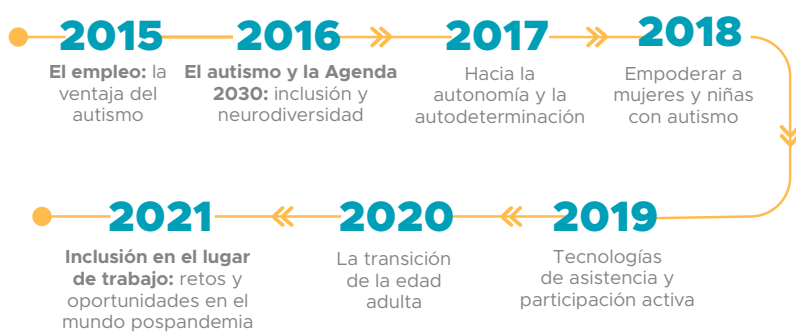 2015
El empleo: la
ventaja del
autismo
2016
El autismo y la Agenda
2030: inclusión y
neurodiversidad
2017
Hacia la
autonomía y la
autodeterminación
2018
Empoderar a
mujeres y niñas
con autismo
2019
Tecnologías
de asistencia y
participación activa
2020
La transición
de la edad
adulta
2021
Inclusión en el lugar
de trabajo: retos y
oportunidades en el
mundo pospandemia